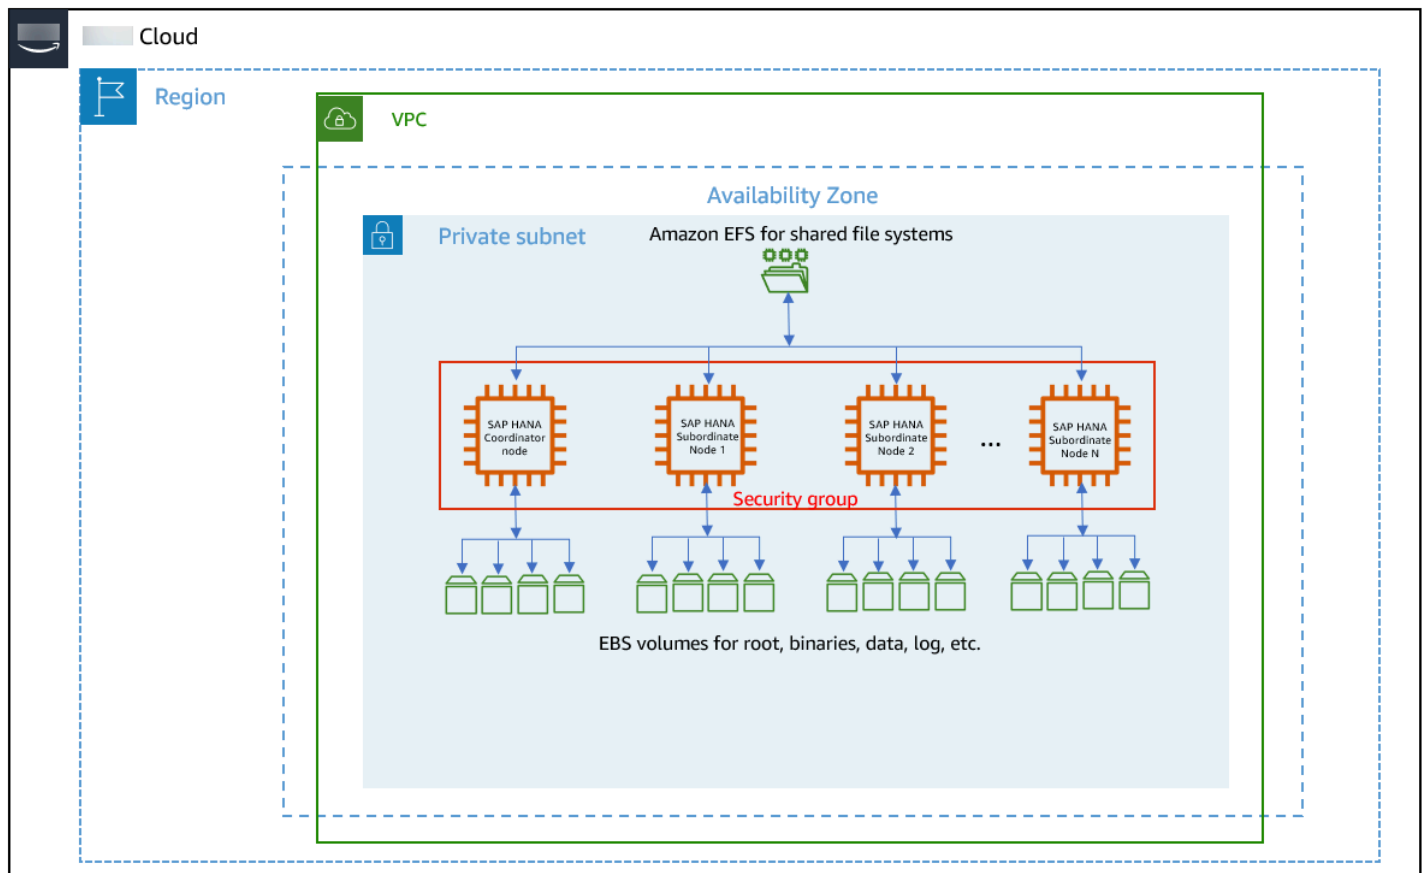 Cloud
Region
VPC
Availability Zone
Private subnet
Amazon EFS for shared file systems
SAP HANA
Coordinator
node
SAP HANA
Subordinate
Node 1
SAP HANA
Subordinate
Node 2
...
SAP HANA
Subordinate
Node N
Security group
EBS volumes for root, binaries, data, log, etc.